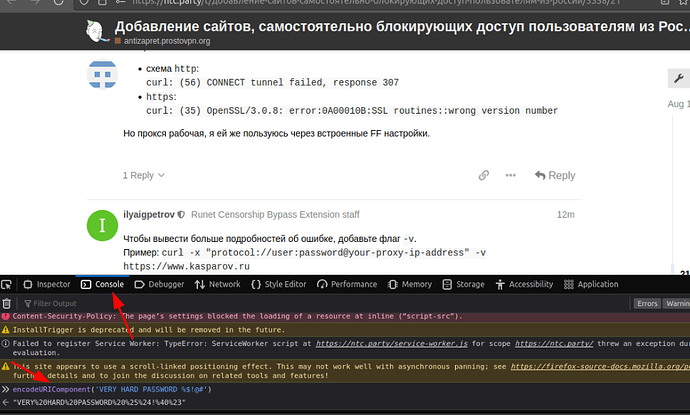 https://ntc.party/t/добавление-сайтов-самостоятельно-блокирующих-доступ-пользователям-из-россии/3338/21
Добавление сайтов, самостоятельно блокирующих доступ пользователям из Рос…
antizapret.prostovpn.org
схема http:
curl: (56) CONNECT tunnel failed, response 307
https:
curl: (35) OpenSSL/3.0.8: error:0A00010B:SSL routines::wrong version number
Но прокся рабочая, я ей же пользуюсь через встроенные FF настройки.
Aug 1
1 Reply
Reply
I
ilyaigpetrov Runet Censorship Bypass Extension staff 12m
Чтобы вывести больше подробностей об ошибке, добавьте флаг -v.
Пример: curl -x "protocol://user:password@your-proxy-ip-address" -v
https://www.kasparov.ru
21
Inspector Console Debugger Network Style Editor Performance Memory Storage Accessibility Application
Filter Output
Errors Warnin
Content-Security-Policy: The page's settings blocked the loading of a resource at inline ("script-src").
InstallTrigger is deprecated and will be removed in the future.
Failed to register Service Worker: TypeError: ServiceWorker script at https://ntc.party/service-worker.js for scope https://ntc.party/ threw an exception du
evaluation.
This site appears to use a scroll-linked positioning effect. This may not work well with asynchronous panning; see https://firefox-source-docs.mozilla.org/pe
further details and to join the discussion on related tools and features!
encodeURIComponent('VERY HARD PASSWORD %$!@#')
"VERY%20HARD%20PASSWORD%20%25%24!%40%23"